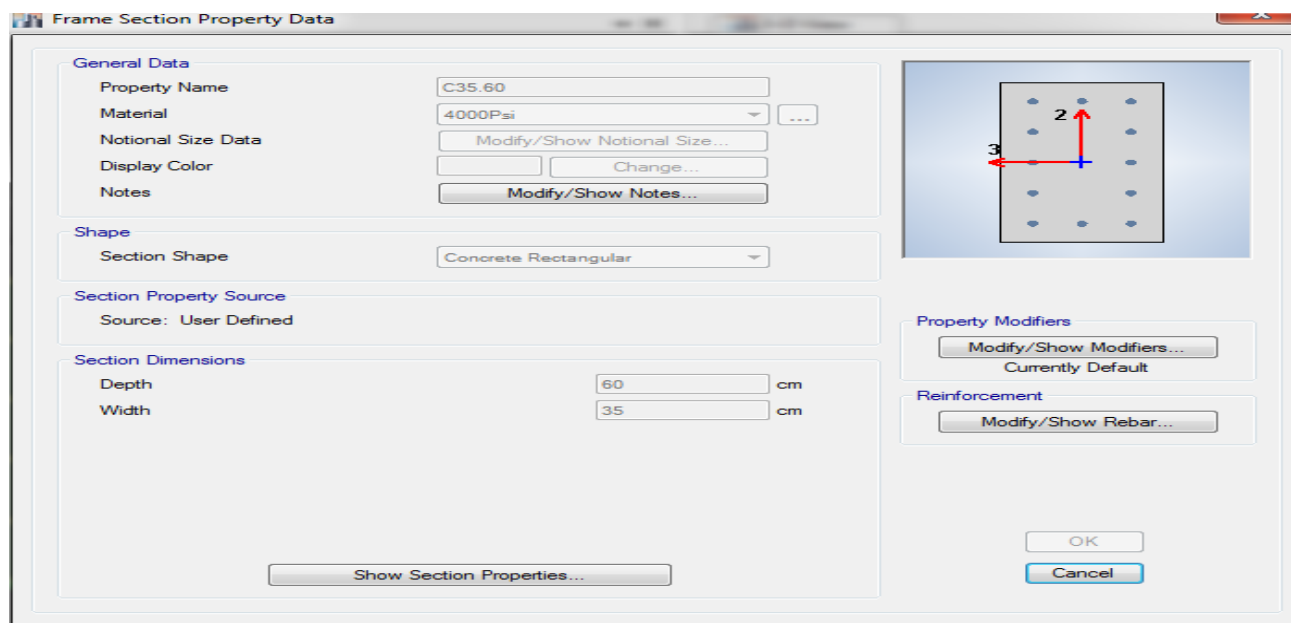 Frame Section Property Data
General Data
Property Name C35.60
Material 4000Psi ...
Notional Size Data Modify/Show Notional Size...
Display Color Change...
Notes Modify/Show Notes...
Shape
Section Shape Concrete Rectangular
Section Property Source
Source: User Defined
Section Dimensions
Depth 60 cm
Width 35 cm
Show Section Properties...
2
3
Property Modifiers
Modify/Show Modifiers...
Currently Default
Reinforcement
Modify/Show Rebar...
OK
Cancel